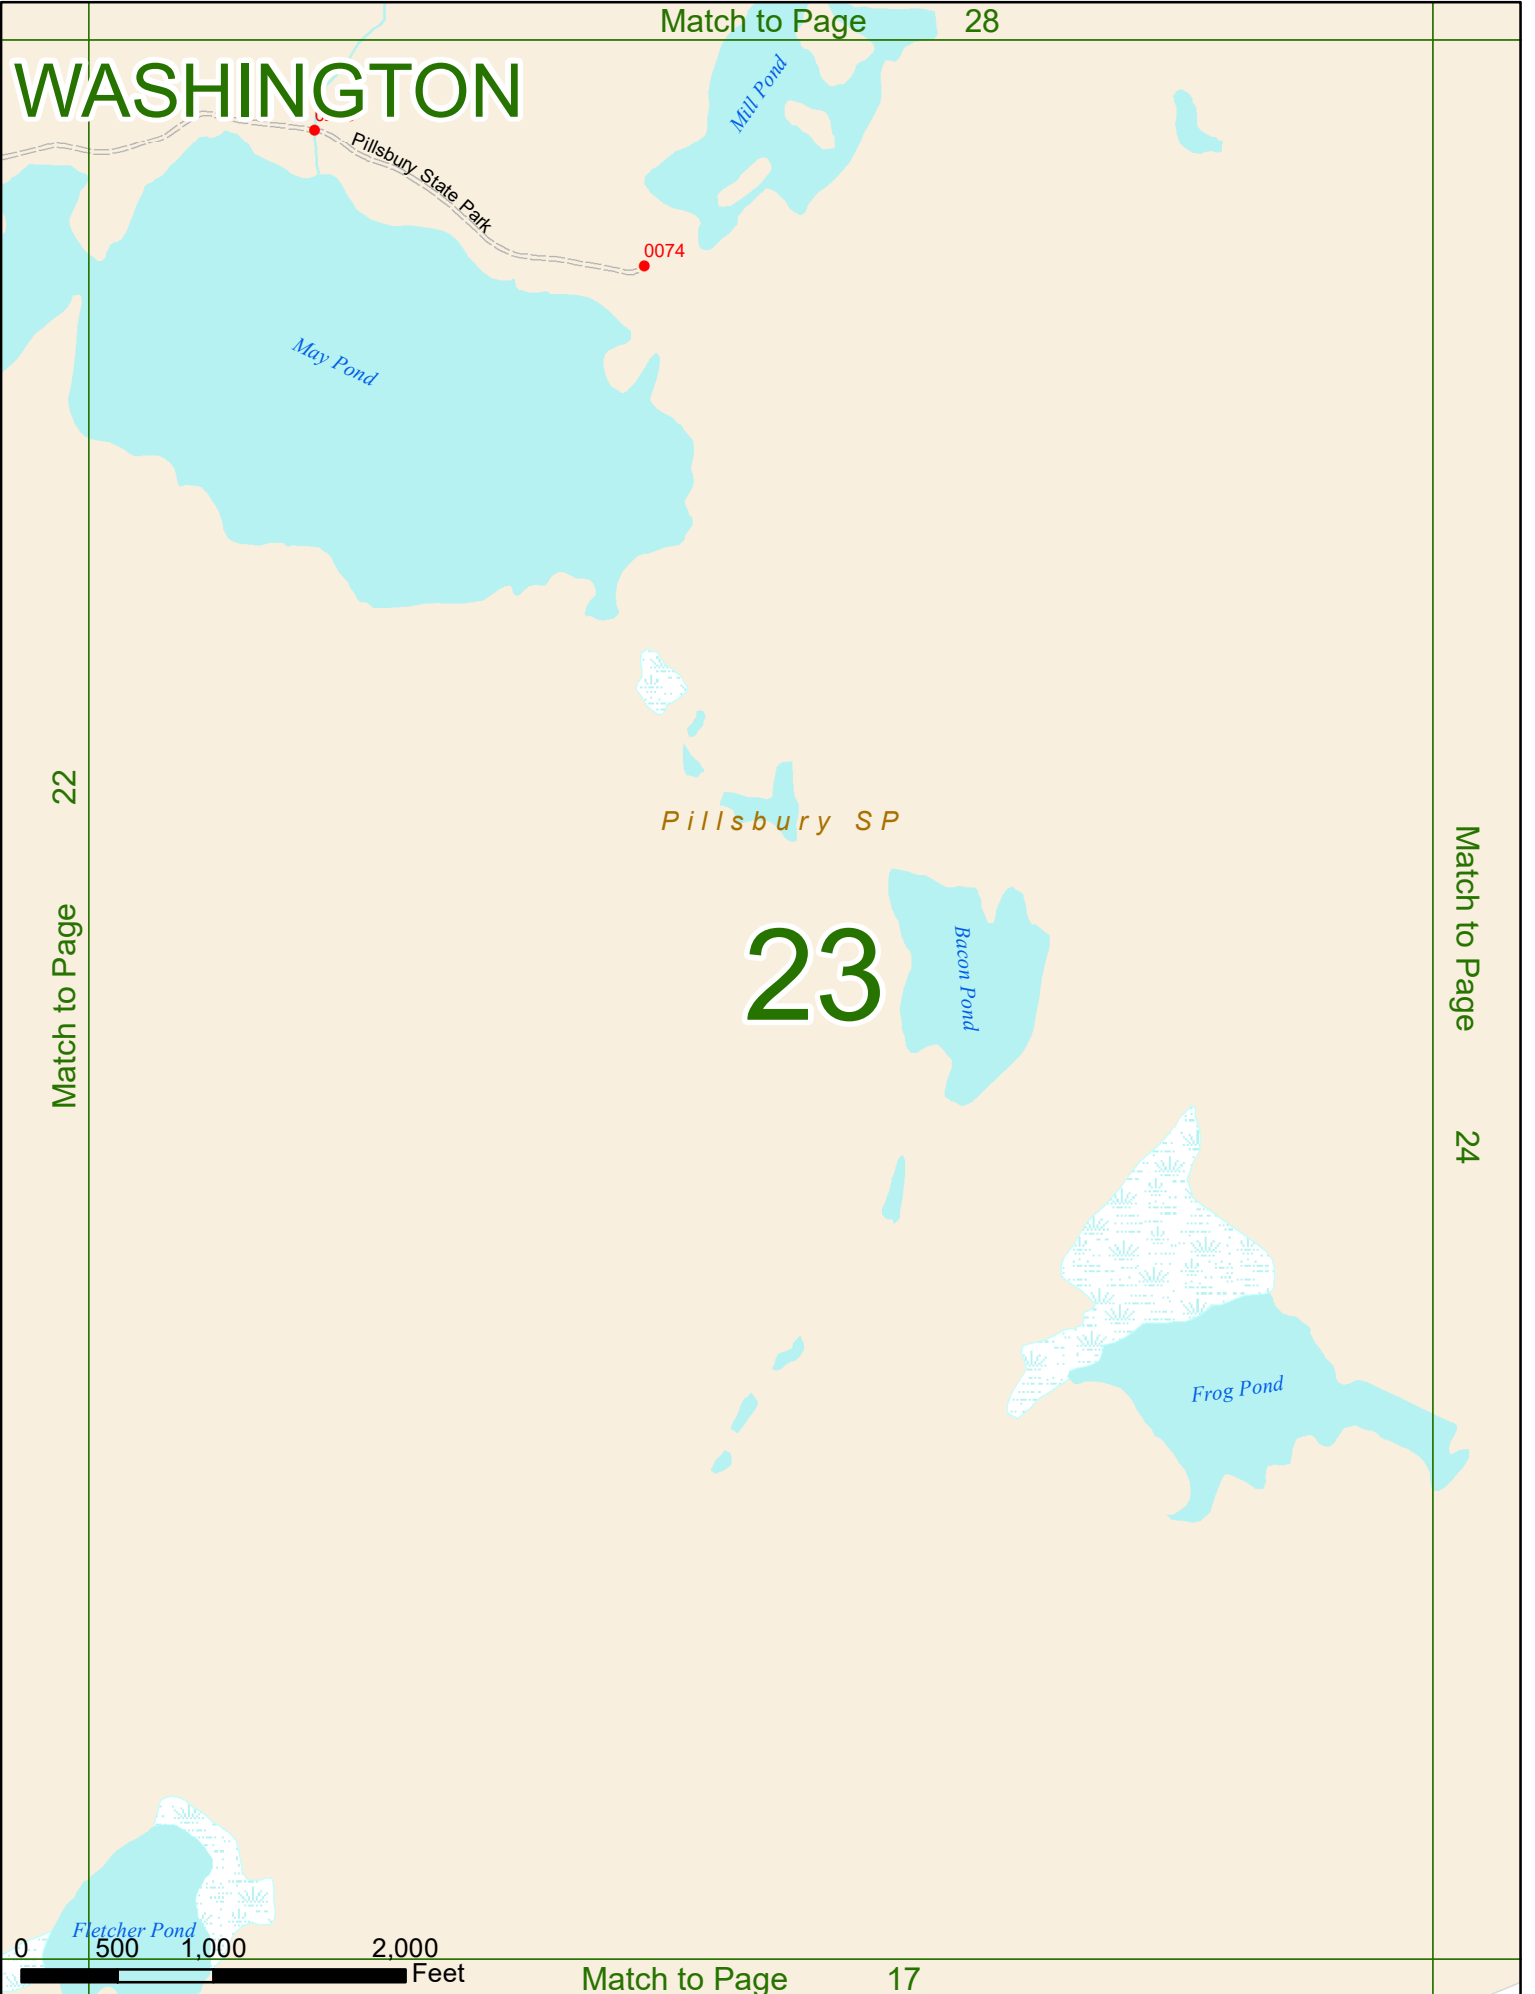 Match to Page 28
WASHINGTON
Mill Pond
Pillsbury State Park
0074
May Pond
Match to Page 22
Pillsbury SP
23
Bacon Pond
Match to Page 24
Frog Pond
Fletcher Pond
0 500 1,000 2,000
Feet
Match to Page 17